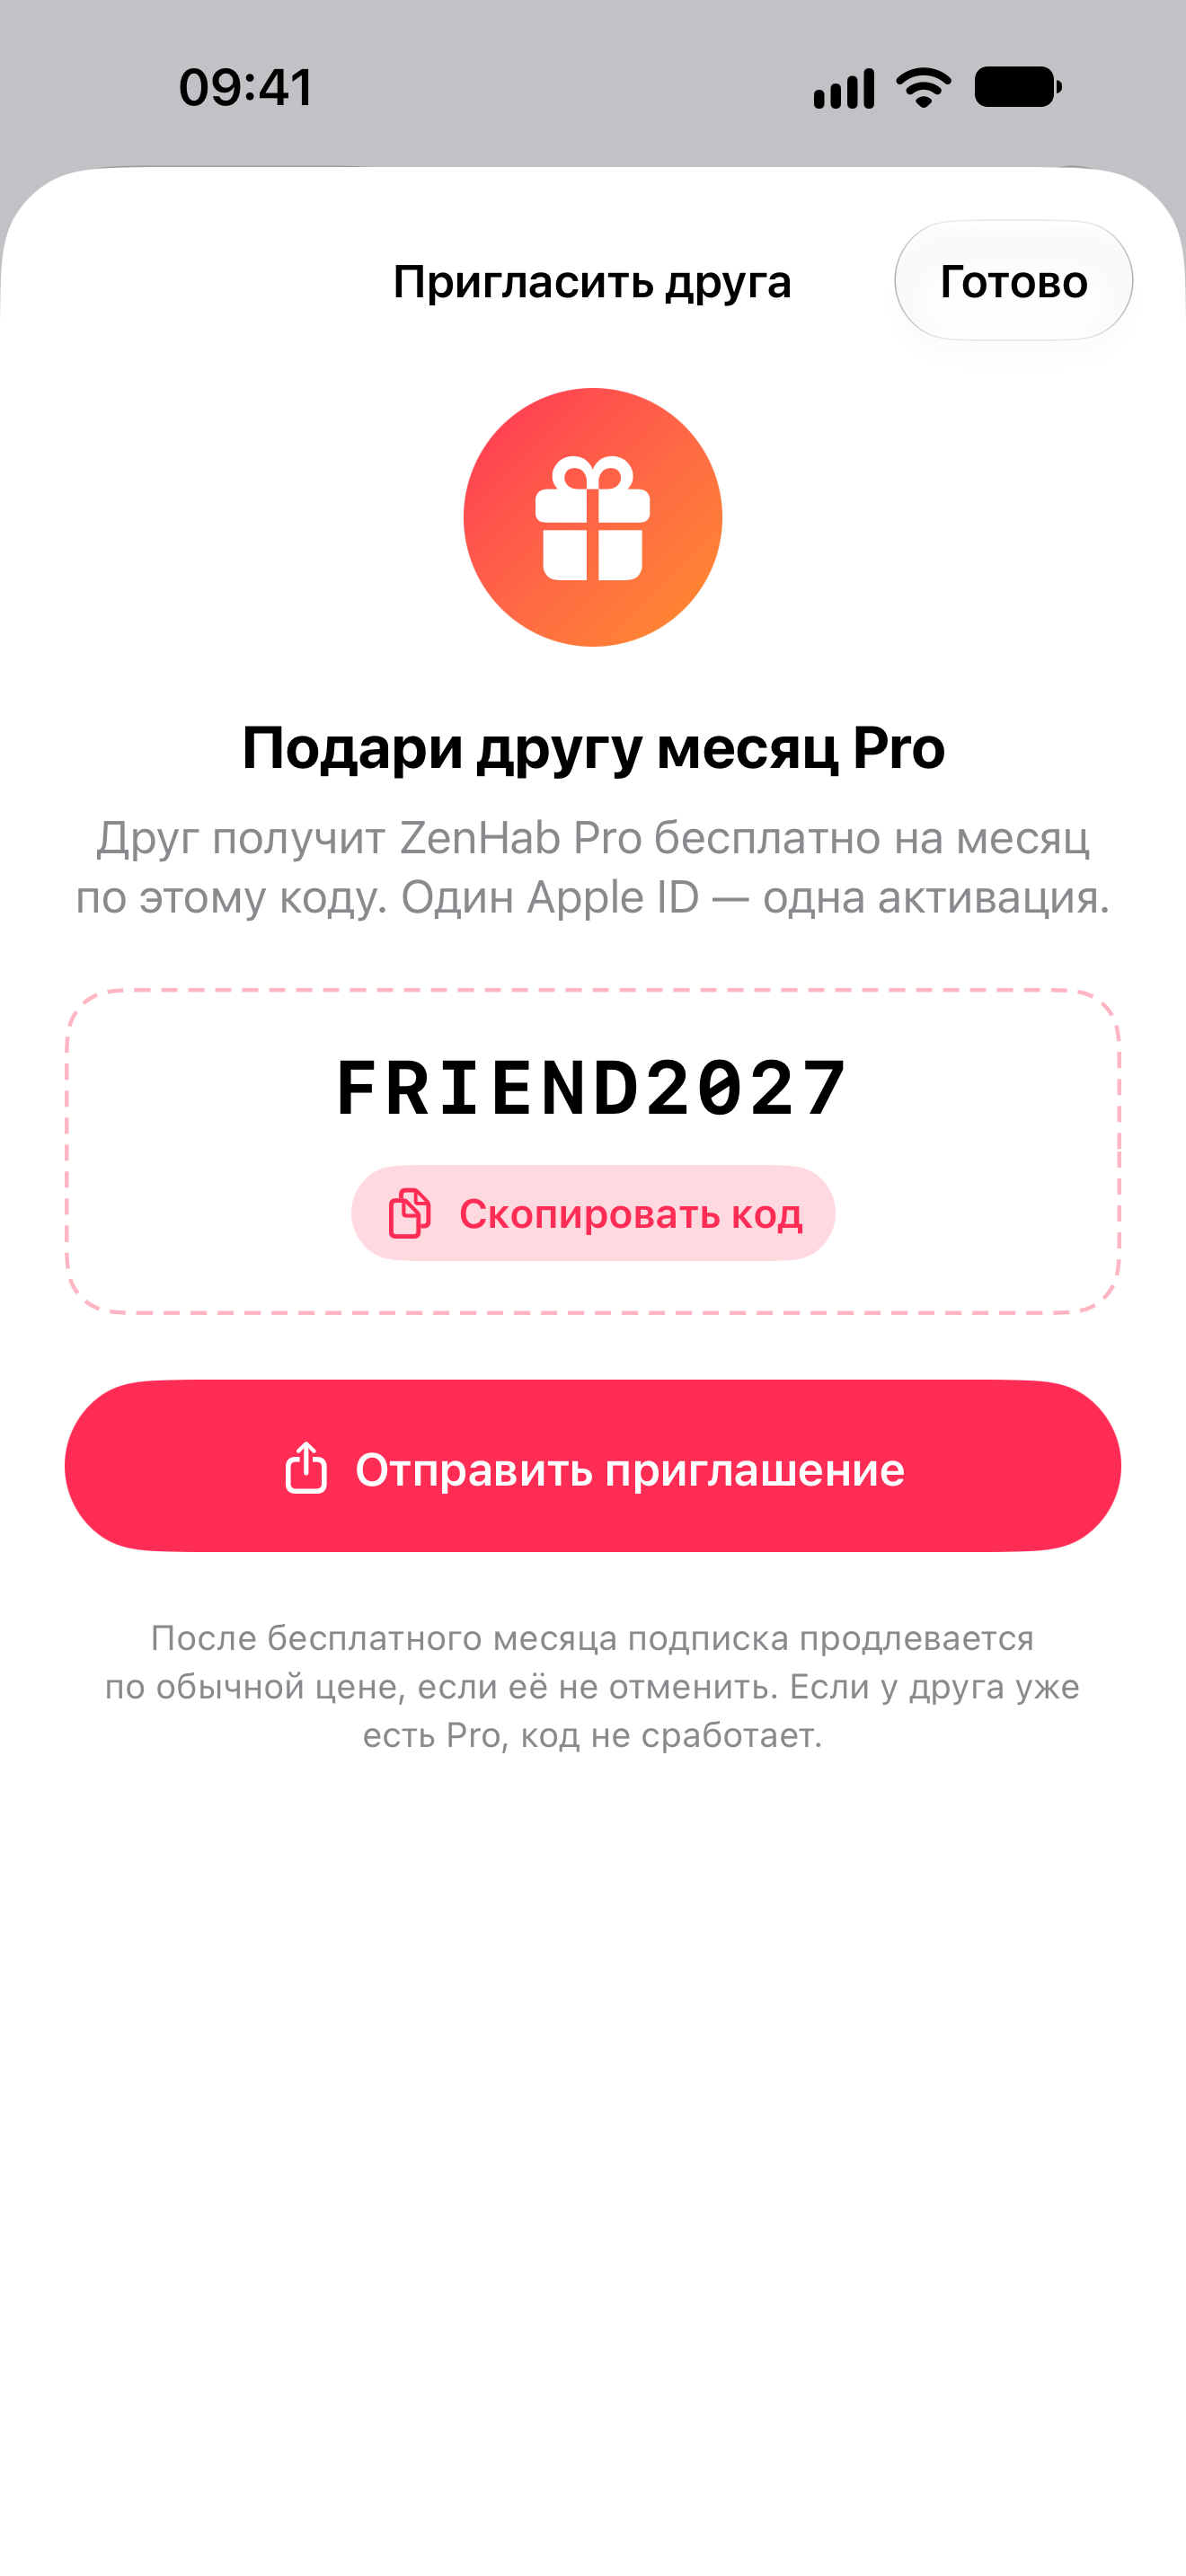 09:41
Пригласить друга
Готово
Подари другу месяц Pro
Друг получит ZenHab Pro бесплатно на месяц
по этому коду. Один Apple ID — одна активация.
FRIEND2027
Скопировать код
Отправить приглашение
После бесплатного месяца подписка продлевается
по обычной цене, если её не отменить. Если у друга уже
есть Pro, код не сработает.